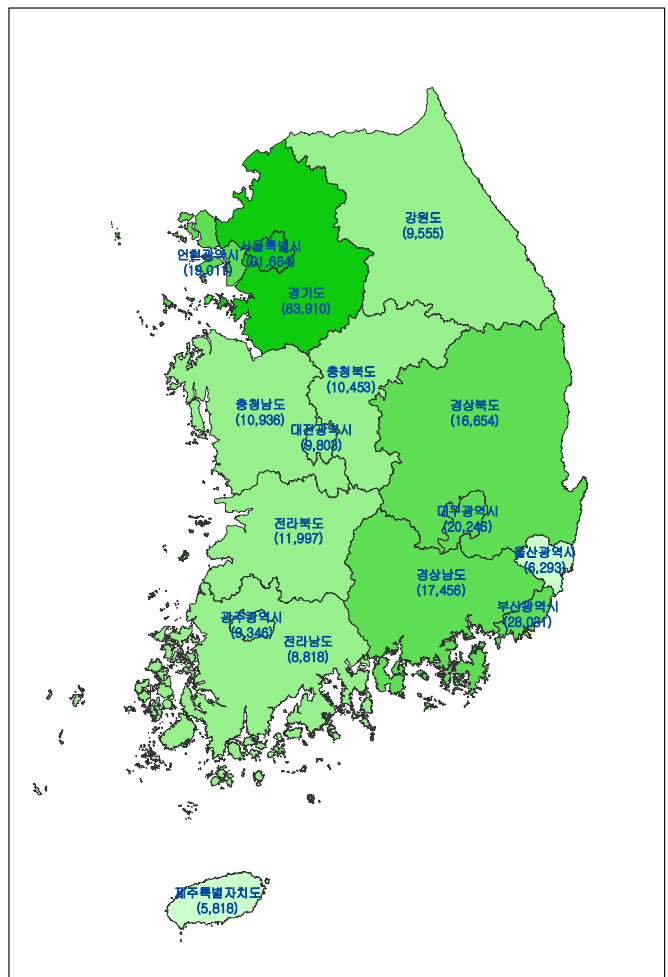 강원도
(9,555)
서울특별시
(91,664)
인천광역시
(19,011)
경기도
(63,910)
충청북도
(10,453)
충청남도
(10,936)
경상북도
(16,654)
대전광역시
(9,803)
대구광역시
(20,246)
전라북도
(11,997)
울산광역시
(6,293)
경상남도
(17,456)
부산광역시
(28,031)
광주광역시
(9,346)
전라남도
(8,818)
제주특별자치도
(5,818)